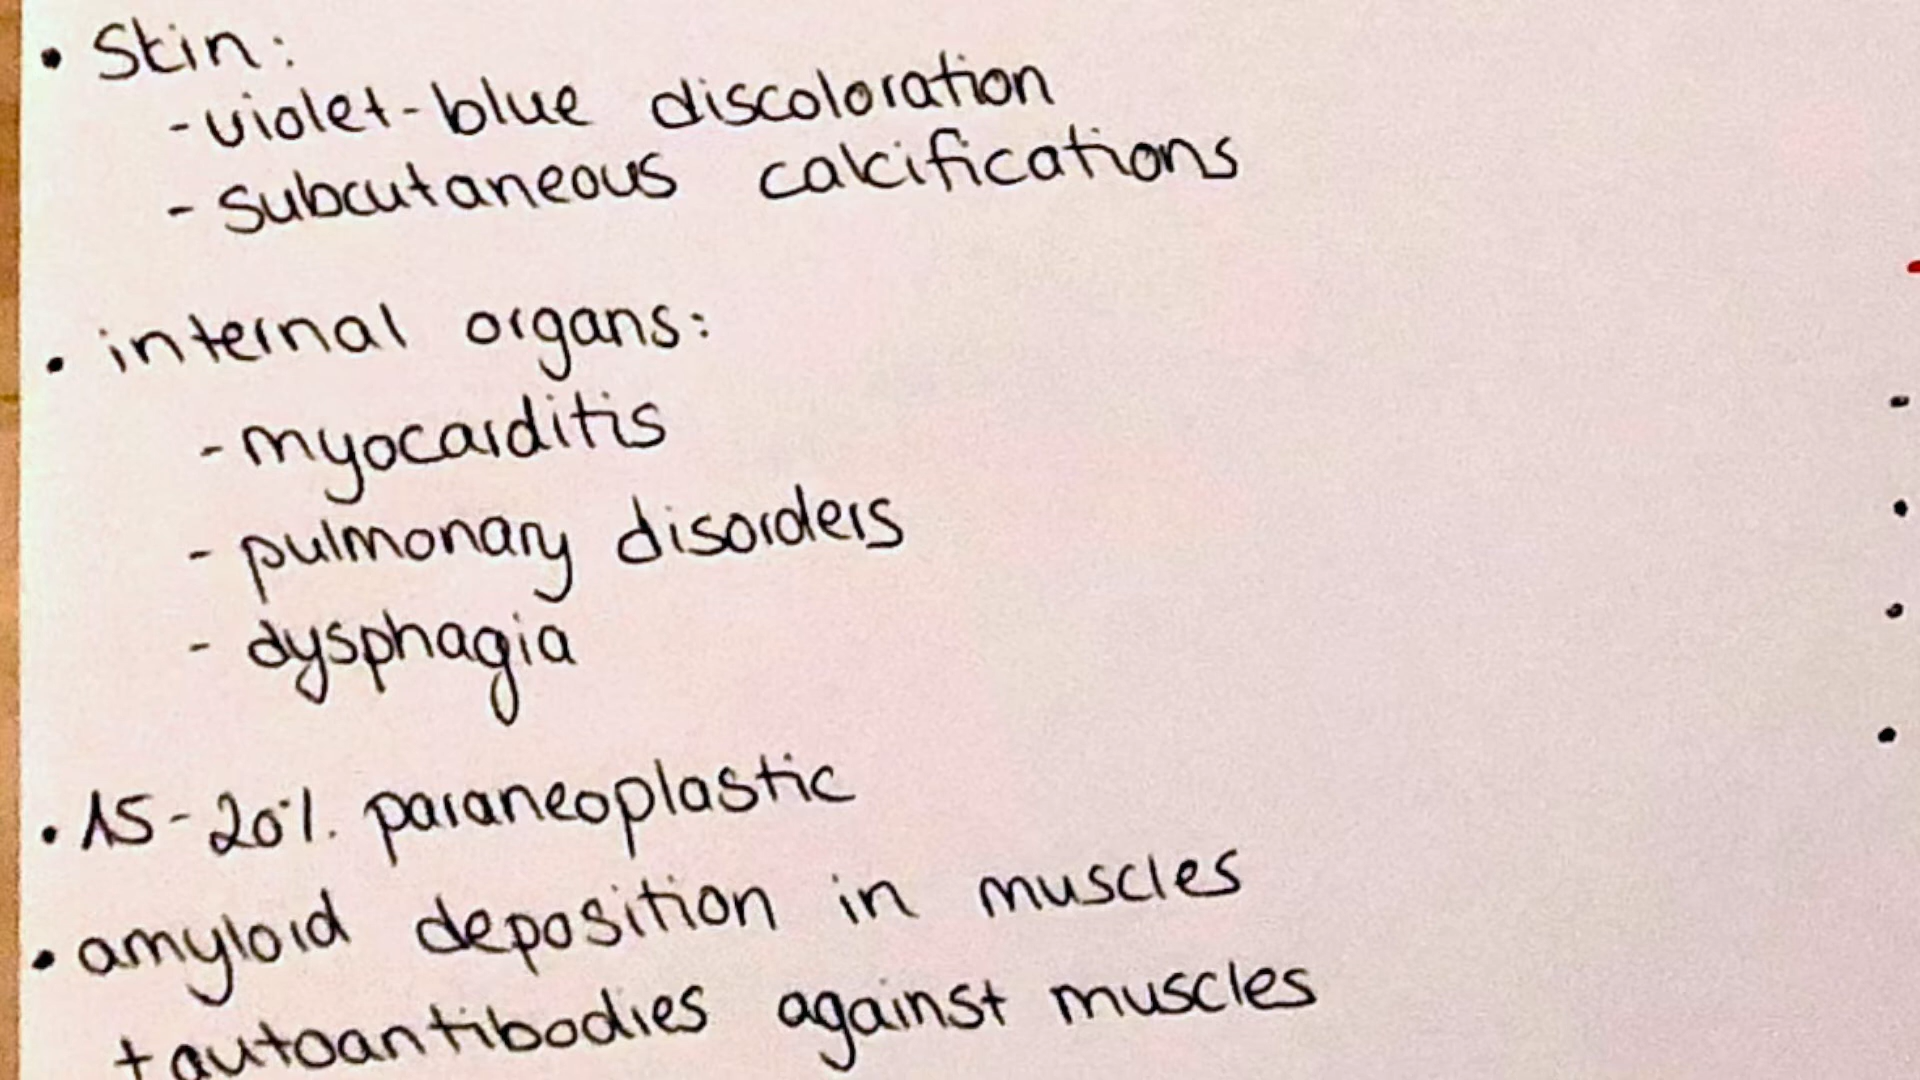 • Skin:
- violet-blue discoloration
- subcutaneous calcifications
• internal organs:
- myocarditis
- pulmonary disorders
- dysphagia
• 15-20% paraneoplastic
• amyloid deposition in muscles
+ autoantibodies against muscles